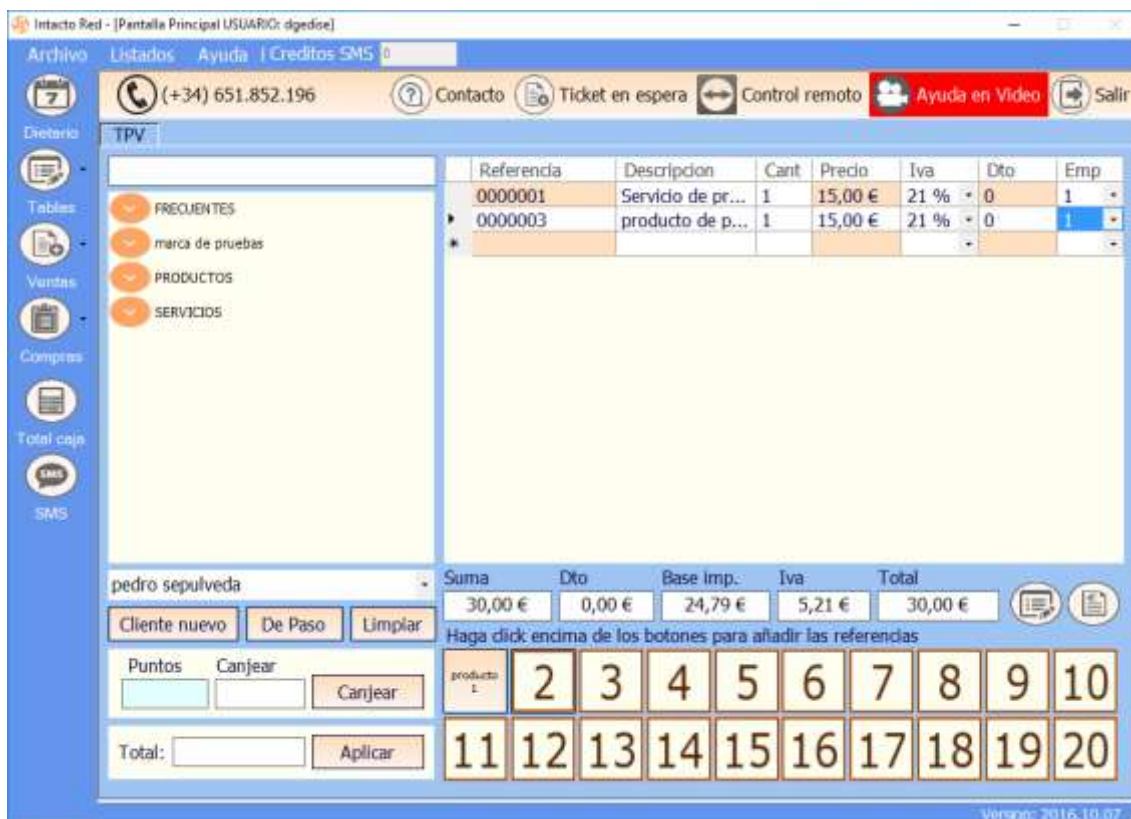 Intacto Red - [Pantalla Principal USUARIO: dgedise]
Archivo Listados Ayuda | Creditos SMS 0
7 (+34) 651.852.196 ? Contacto Ticket en espera Control remoto Ayuda en Video Salir
Dietario
TPV
Tablas
Ventas
Compras
Total caja
SMS
SMS
FRECUENTES
marca de pruebas
PRODUCTOS
SERVICIOS
Referencia Descripcion Cant Precio Iva Dto Emp
0000001 Servicio de pr... 1 15,00 € 21 % 0 1
0000003 producto de p... 1 15,00 € 21 % 0 1
pedro sepulveda
Cliente nuevo De Paso Limpiar
Puntos Canjear
Canjear
Total: Aplicar
Suma Dto Base imp. Iva Total
30,00 € 0,00 € 24,79 € 5,21 € 30,00 €
Haga click encima de los botones para añadir las referencias
producto 1 2 3 4 5 6 7 8 9 10
11 12 13 14 15 16 17 18 19 20
Version: 2016.10.07